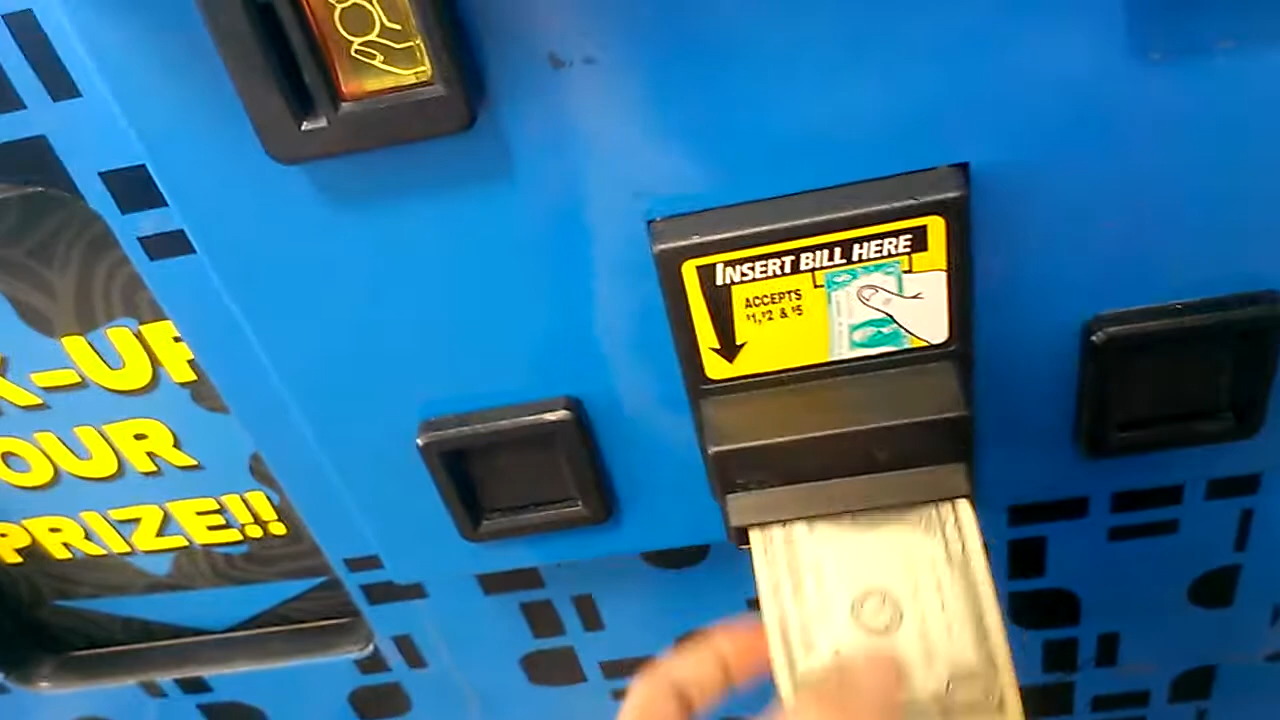 K-UP
OUR
PRIZE!!
INSERT BILL HERE
ACCEPTS
$1,$2 & $5